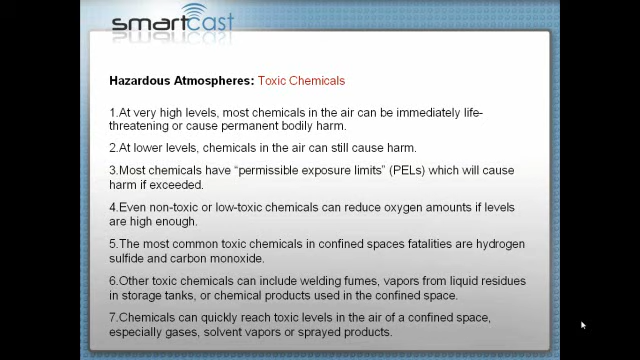 smartcast
Hazardous Atmospheres: Toxic Chemicals
1.At very high levels, most chemicals in the air can be immediately life-
threatening or cause permanent bodily harm.
2.At lower levels, chemicals in the air can still cause harm.
3.Most chemicals have “permissible exposure limits” (PELs) which will cause
harm if exceeded.
4.Even non-toxic or low-toxic chemicals can reduce oxygen amounts if levels
are high enough.
5.The most common toxic chemicals in confined spaces fatalities are hydrogen
sulfide and carbon monoxide.
6.Other toxic chemicals can include welding fumes, vapors from liquid residues
in storage tanks, or chemical products used in the confined space.
7.Chemicals can quickly reach toxic levels in the air of a confined space,
especially gases, solvent vapors or sprayed products.